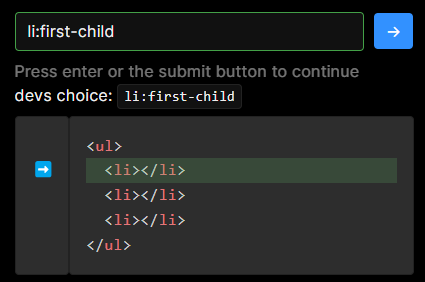 li:first-child
Press enter or the submit button to continue
devs choice: li:first-child
<ul>
<li></li>
<li></li>
<li></li>
</ul>